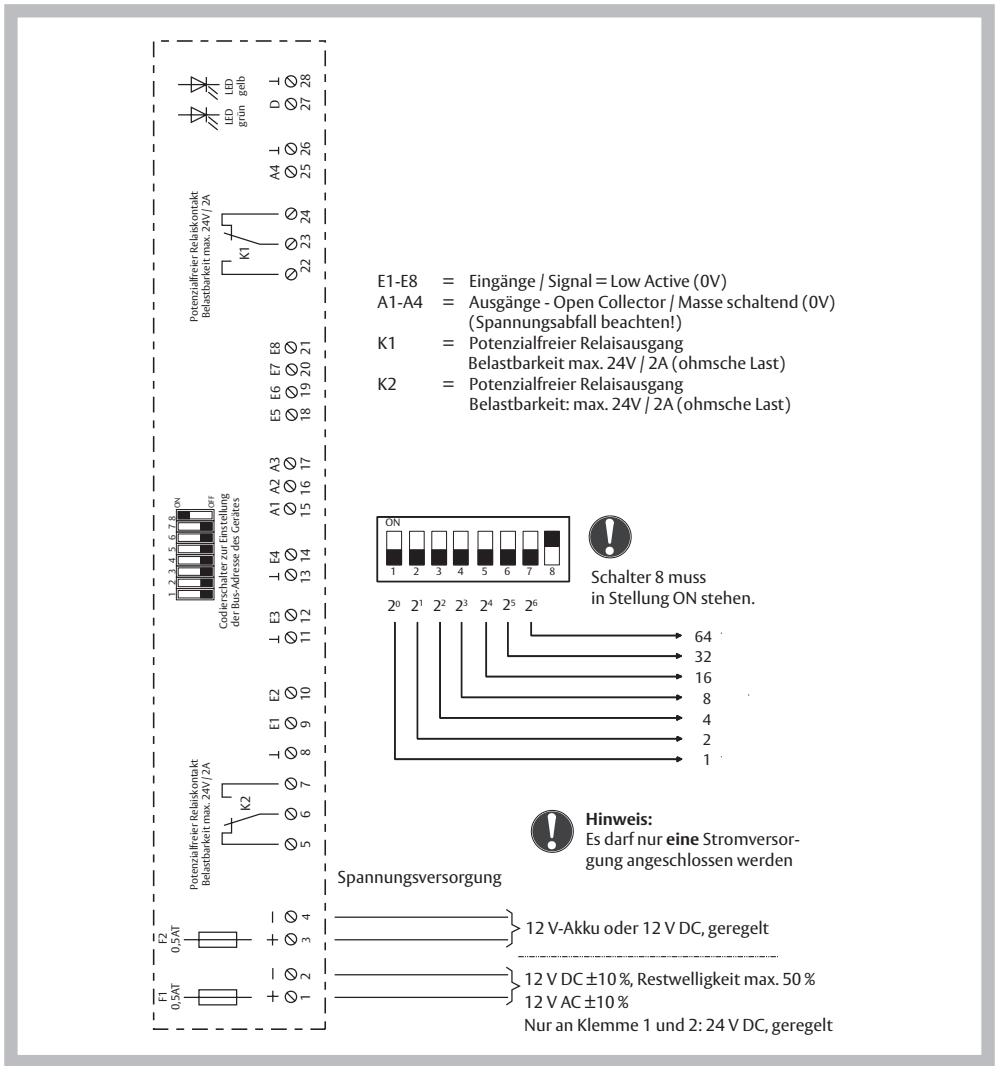 LED
gelb
LED
grün
⊥ 28
D 27
⊥ 26
A4 25
Potenzialfreier Relaiskontakt
Belastbarkeit max. 24V / 2A
K1
24
23
22
E8 21
E7 20
E6 19
E5 18
A3 17
A2 16
A1 15
ON
OFF
1 2 3 4 5 6 7 8
Codierschalter zur Einstellung
der Bus-Adresse des Gerätes
E4 14
⊥ 13
E3 12
⊥ 11
E2 10
E1 9
⊥ 8
Potenzialfreier Relaiskontakt
Belastbarkeit max. 24V / 2A
K2
7
6
5
F2
0,5AT
− 4
+ 3
F1
0,5AT
− 2
+ 1
E1-E8 = Eingänge / Signal = Low Active (0V)
A1-A4 = Ausgänge - Open Collector / Masse schaltend (0V)
(Spannungsabfall beachten!)
K1 = Potenzialfreier Relaisausgang
Belastbarkeit max. 24V / 2A (ohmsche Last)
K2 = Potenzialfreier Relaisausgang
Belastbarkeit: max. 24V / 2A (ohmsche Last)
ON
1 2 3 4 5 6 7 8
Schalter 8 muss
in Stellung ON stehen.
2⁰ 2¹ 2² 2³ 2⁴ 2⁵ 2⁶
64
32
16
8
4
2
1
Hinweis:
Es darf nur eine Stromversor-
gung angeschlossen werden
Spannungsversorgung
12 V-Akku oder 12 V DC, geregelt
12 V DC ±10 %, Restwelligkeit max. 50 %
12 V AC ±10 %
Nur an Klemme 1 und 2: 24 V DC, geregelt